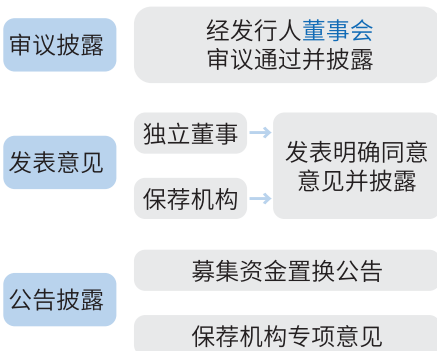 审议披露
经发行人董事会
审议通过并披露
发表意见
独立董事
保荐机构
发表明确同意
意见并披露
公告披露
募集资金置换公告
保荐机构专项意见